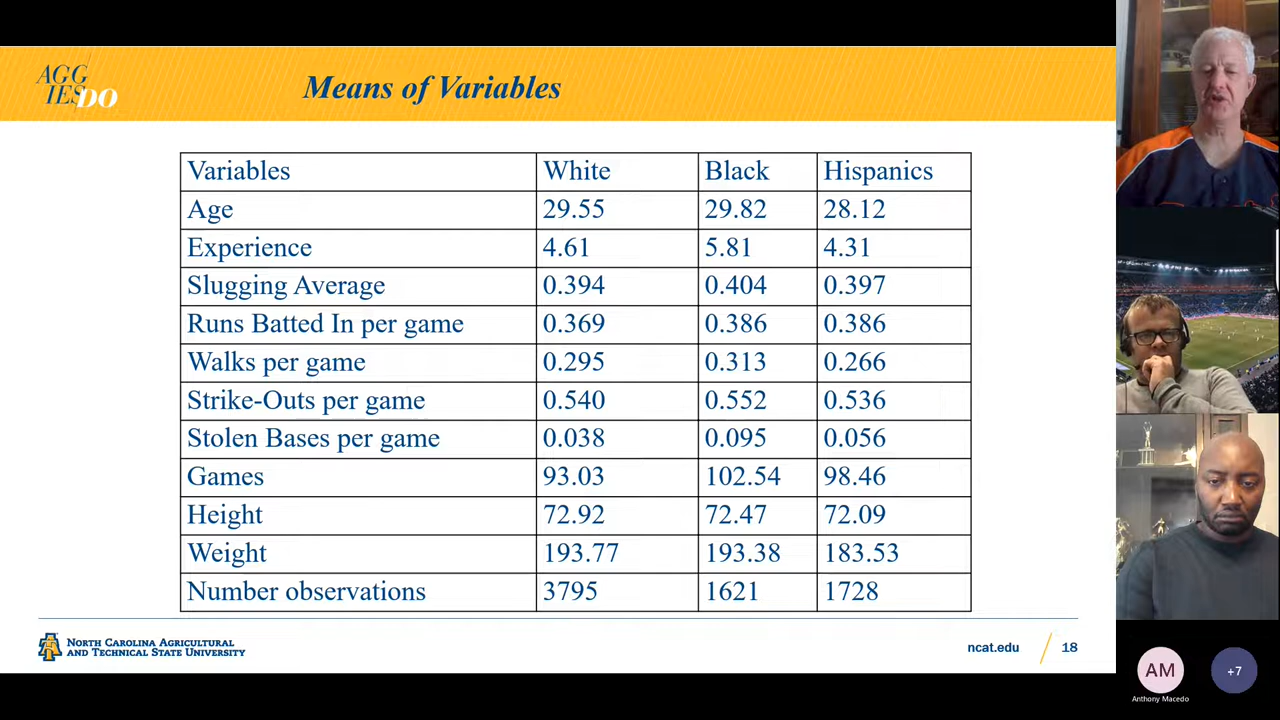 AGG
IES DO
Means of Variables
Variables White Black Hispanics
Age 29.55 29.82 28.12
Experience 4.61 5.81 4.31
Slugging Average 0.394 0.404 0.397
Runs Batted In per game 0.369 0.386 0.386
Walks per game 0.295 0.313 0.266
Strike-Outs per game 0.540 0.552 0.536
Stolen Bases per game 0.038 0.095 0.056
Games 93.03 102.54 98.46
Height 72.92 72.47 72.09
Weight 193.77 193.38 183.53
Number observations 3795 1621 1728
NORTH CAROLINA AGRICULTURAL
AND TECHNICAL STATE UNIVERSITY
ncat.edu 18
AM
+7
Anthony Macedo